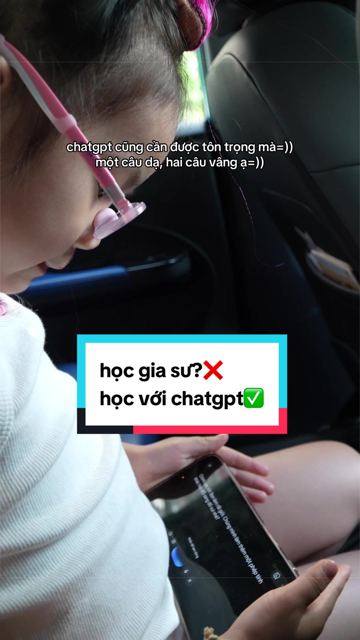 chatgpt cũng cần được tôn trọng mà=))
một câu dạ, hai câu vâng ạ=))
học gia sư?❌
học với chatgpt✅